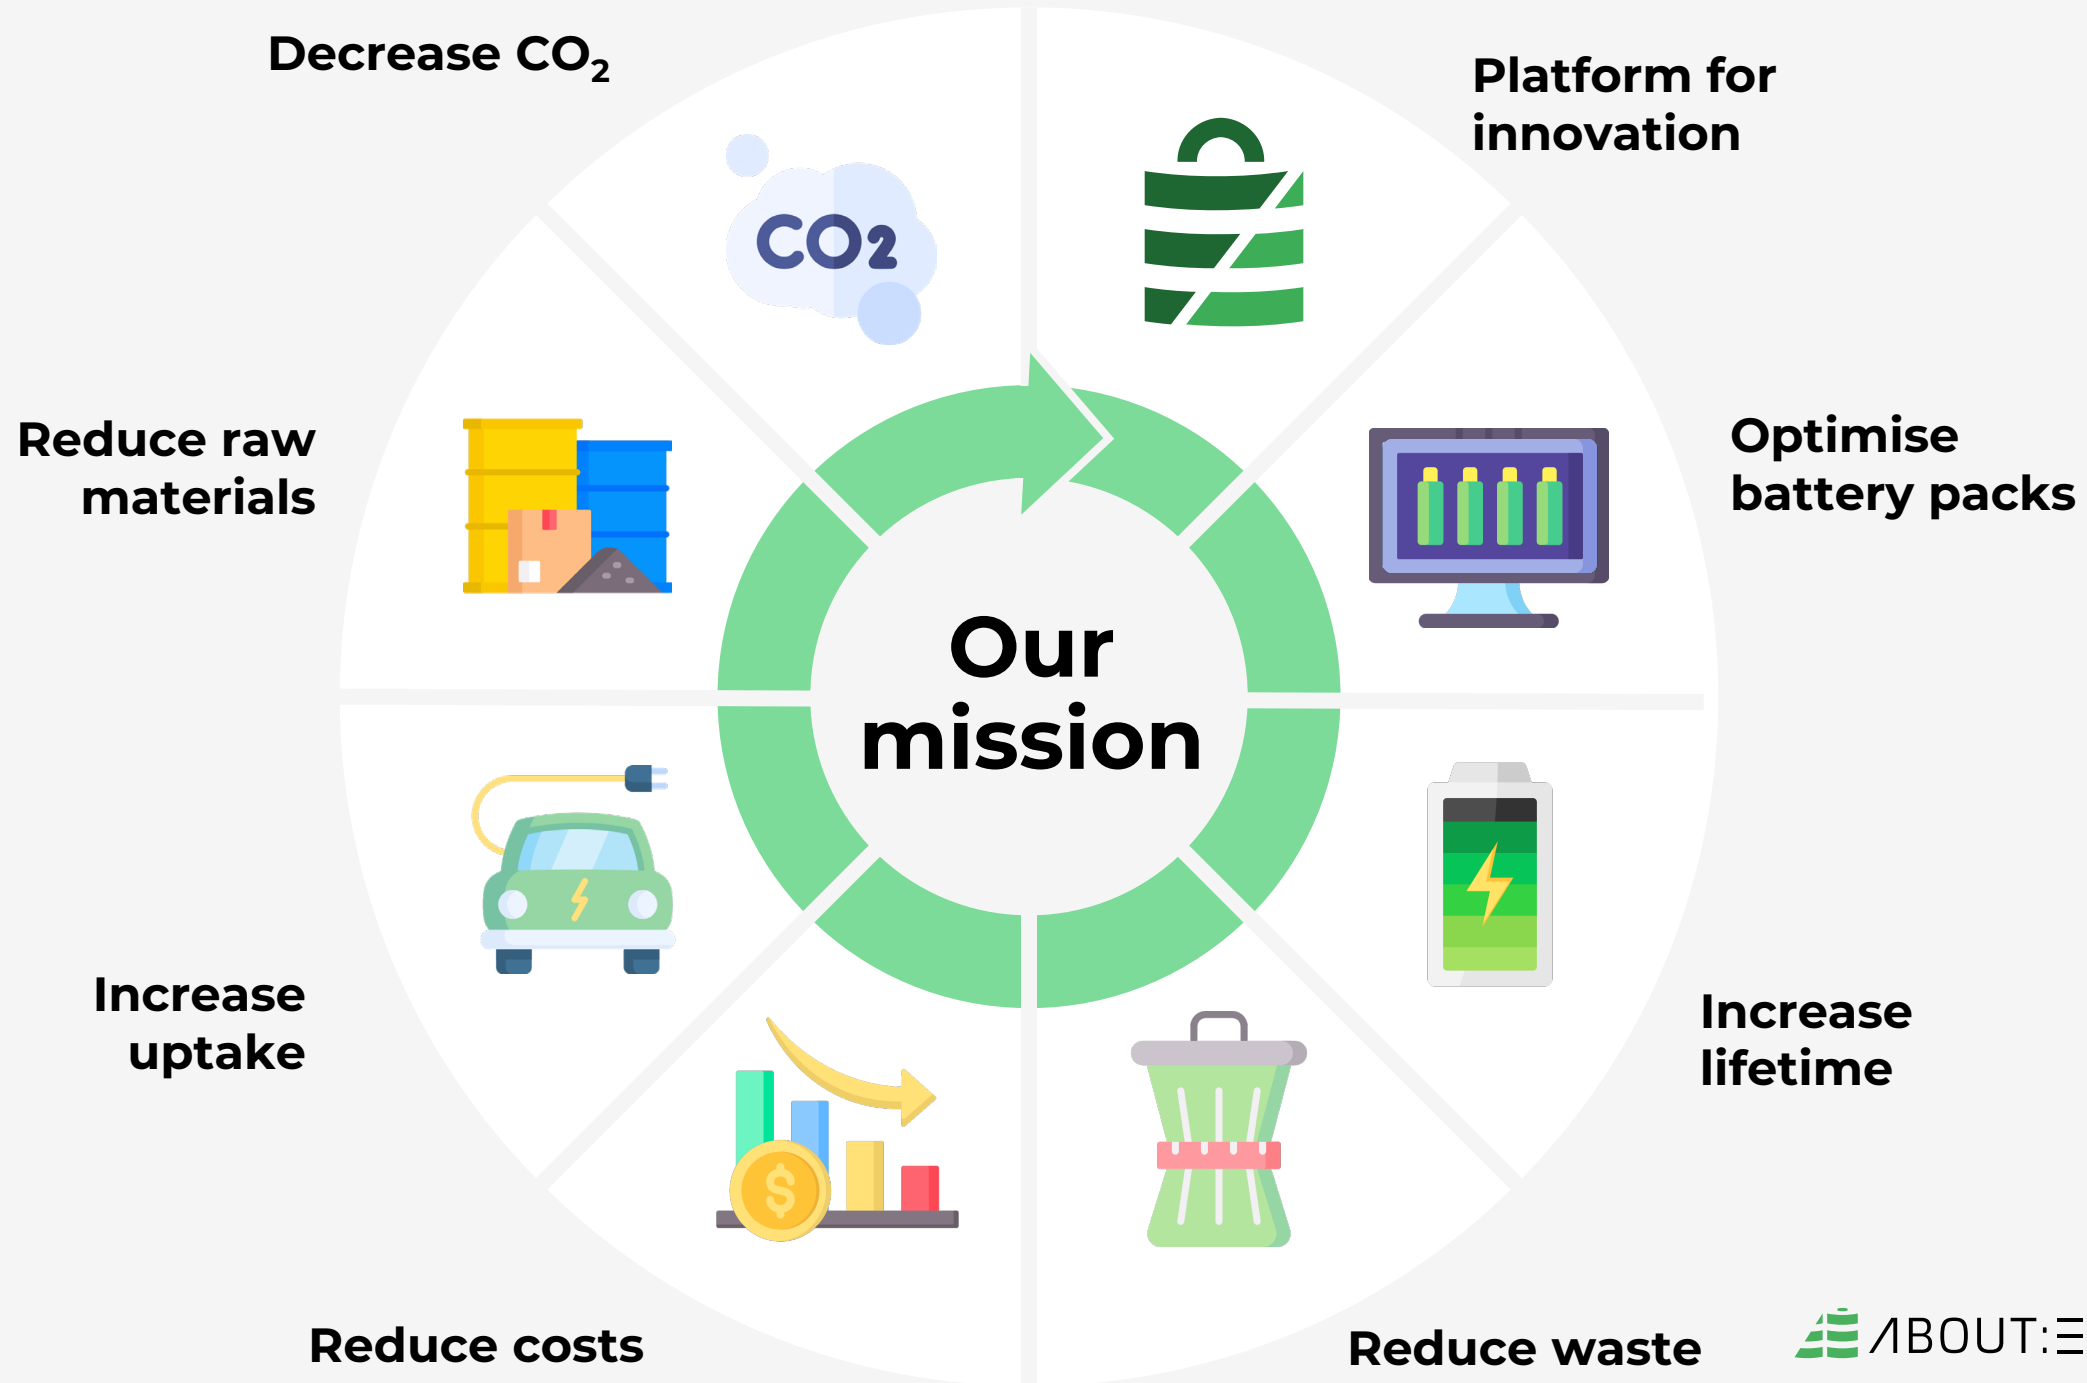 Decrease CO₂
Platform for
innovation
CO2
Reduce raw
materials
Optimise
battery packs
Our
mission
Increase
uptake
Increase
lifetime
$
Reduce costs
Reduce waste
ABOUT:E